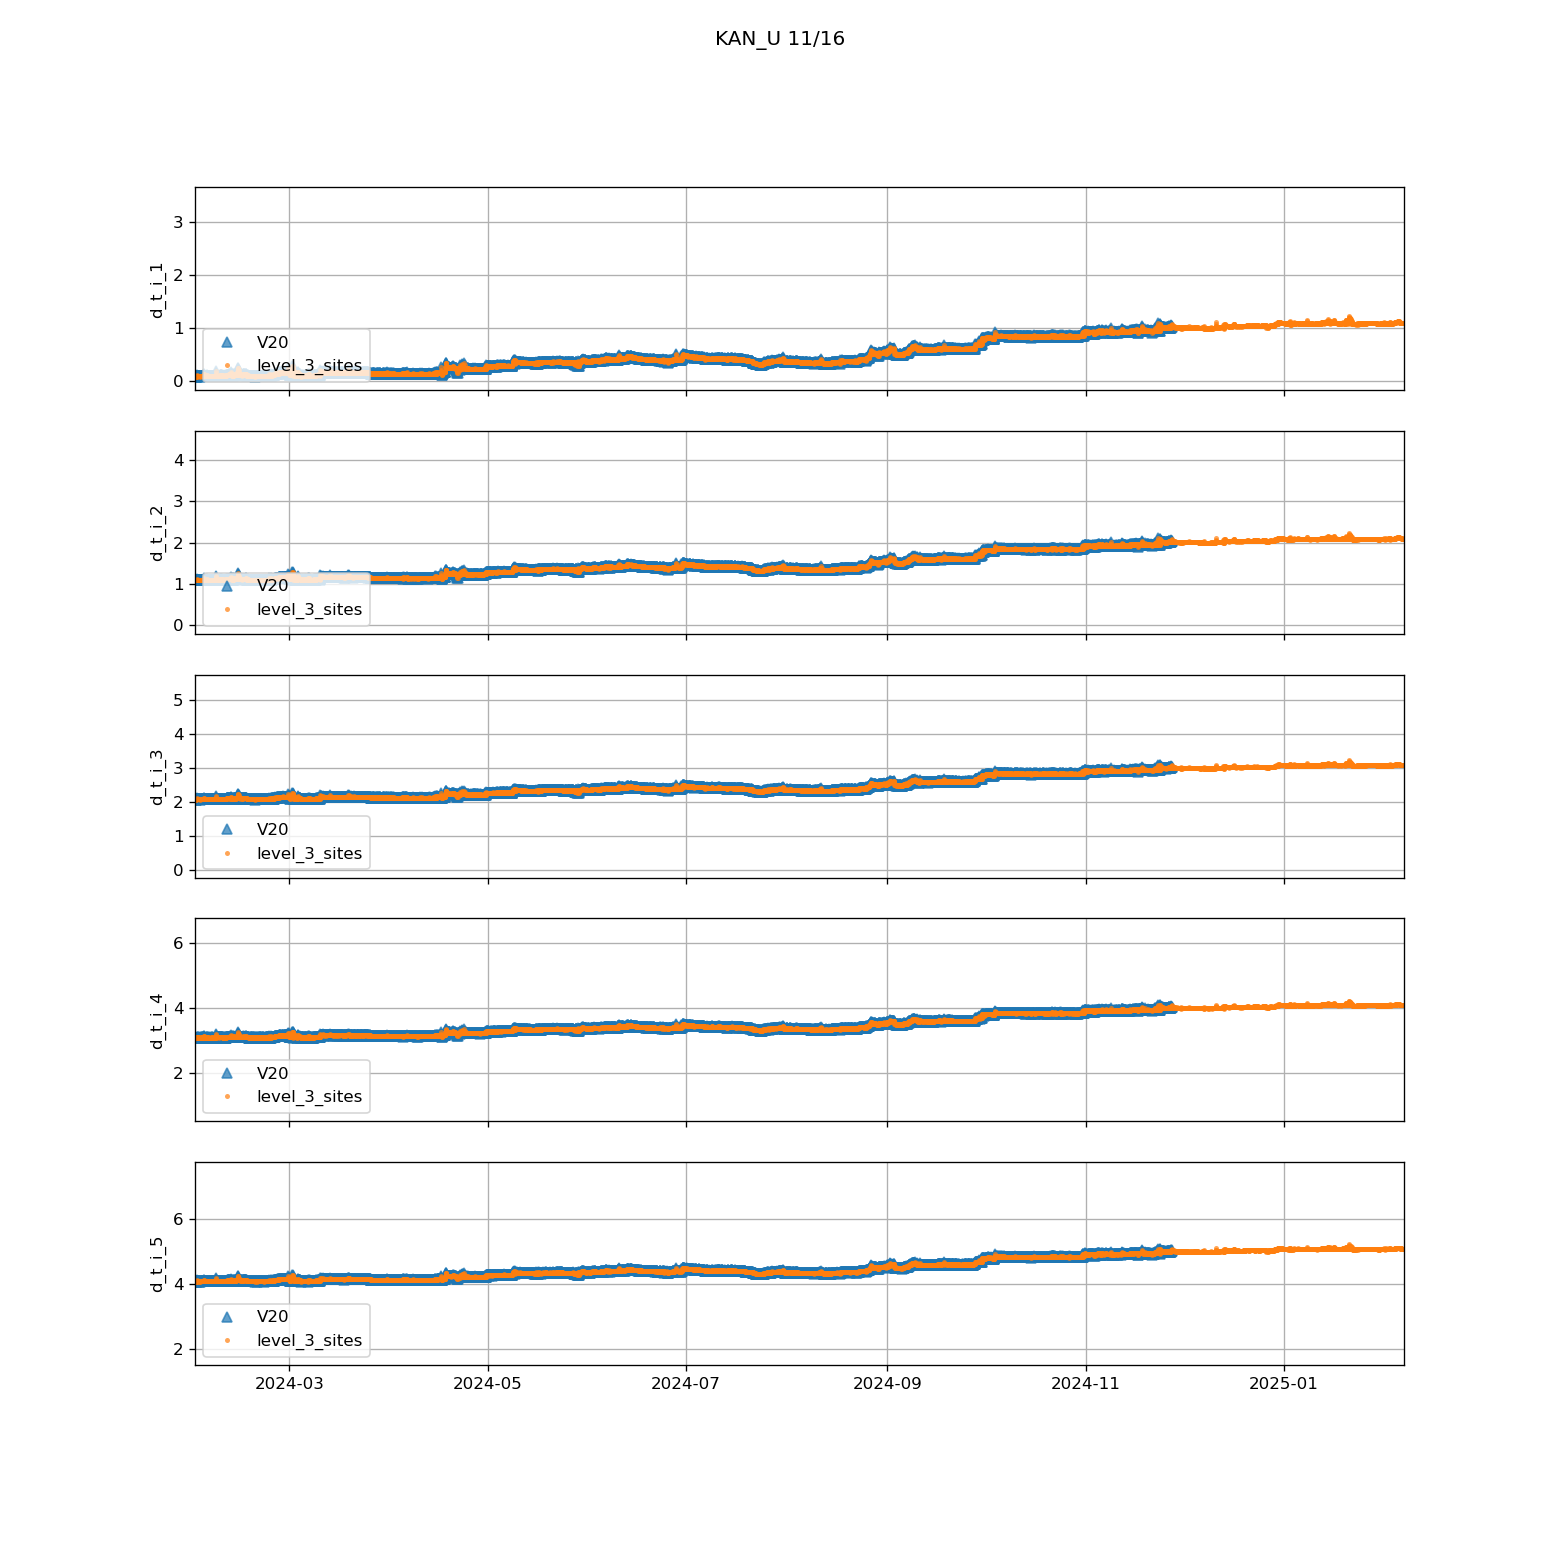 KAN_U 11/16
d_t_i_1
3
2
1
0
V20
level_3_sites
d_t_i_2
4
3
2
1
0
V20
level_3_sites
d_t_i_3
5
4
3
2
1
0
V20
level_3_sites
d_t_i_4
6
4
2
V20
level_3_sites
d_t_i_5
6
4
2
V20
level_3_sites
2024-03 2024-05 2024-07 2024-09 2024-11 2025-01